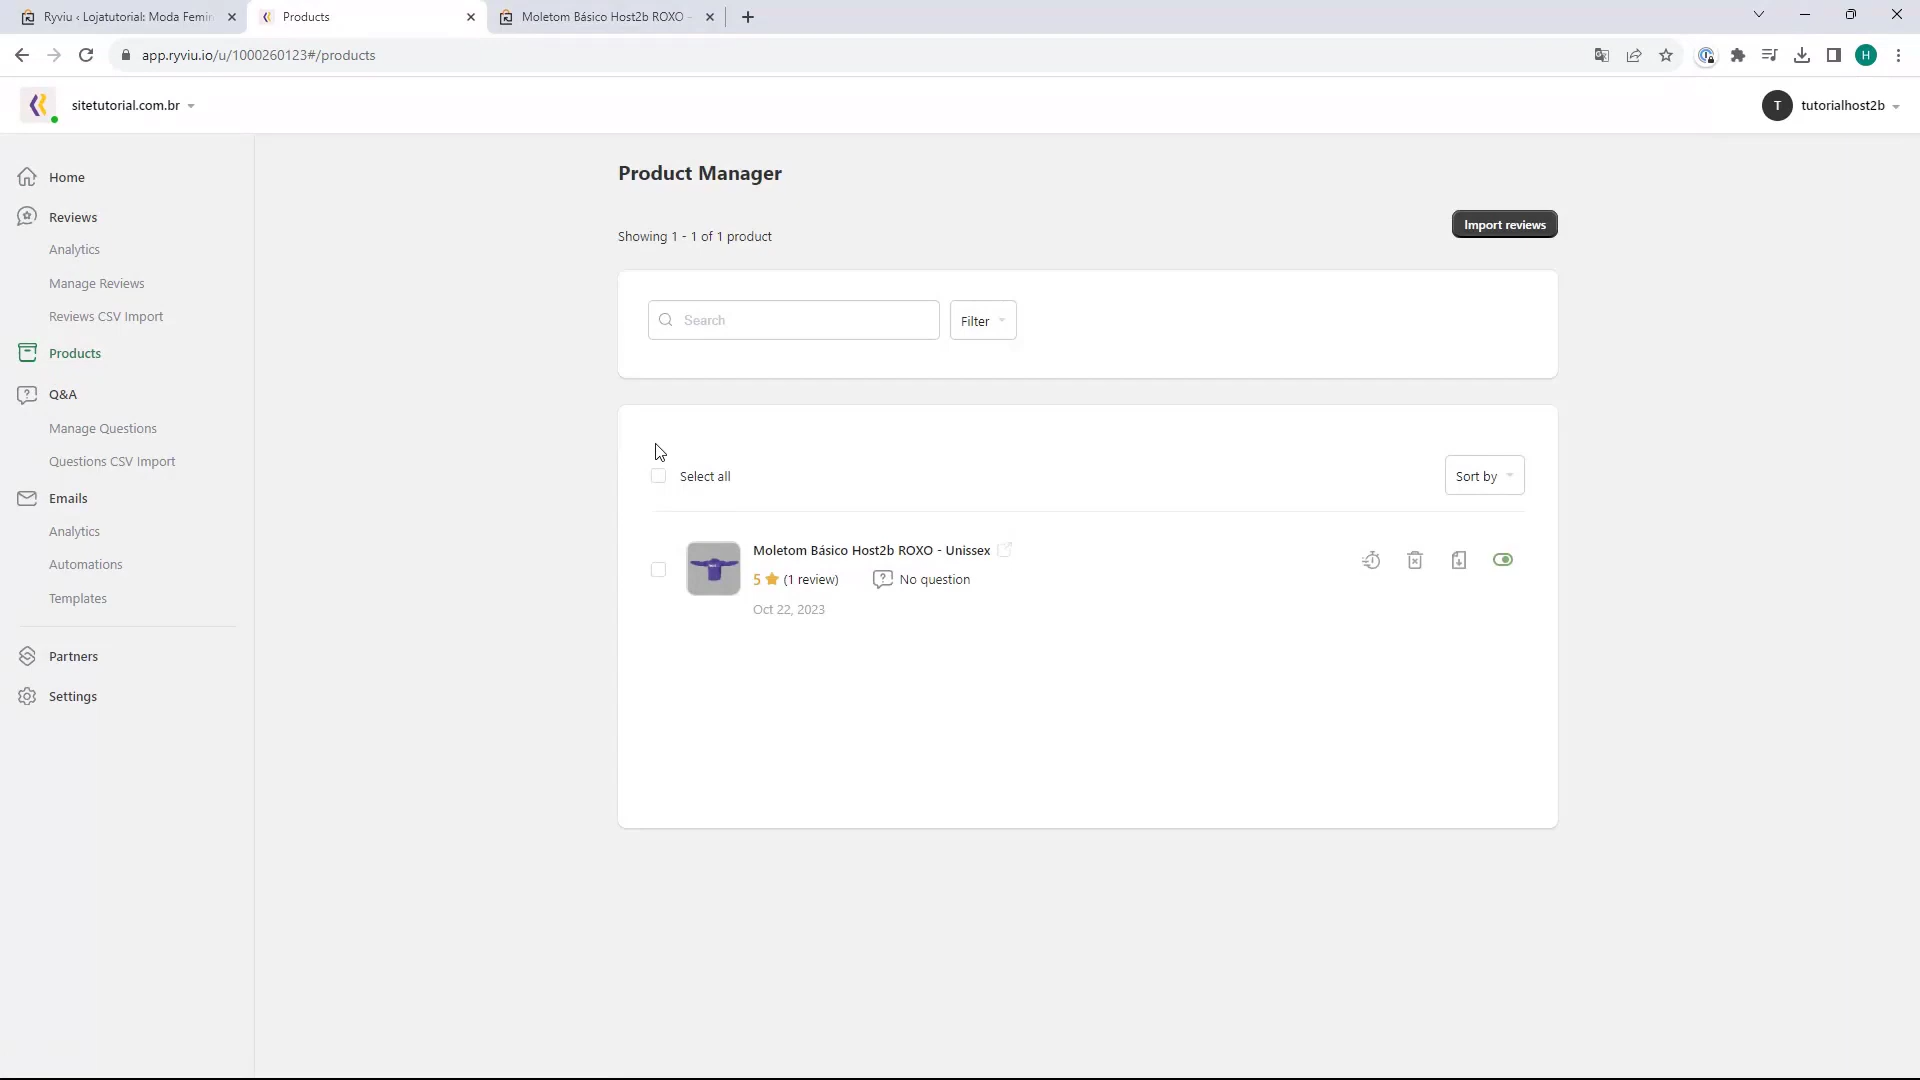 Ryviu ‹ Lojatutorial: Moda Femin
Products
Moletom Básico Host2b ROXO -
app.ryviu.io/u/1000260123#/products
H
sitetutorial.com.br
T
tutorialhost2b
Home
Reviews
Analytics
Manage Reviews
Reviews CSV Import
Products
Q&A
Manage Questions
Questions CSV Import
Emails
Analytics
Automations
Templates
Partners
Settings
Product Manager
Showing 1 - 1 of 1 product
Import reviews
Search
Filter
Select all
Sort by
Moletom Básico Host2b ROXO - Unissex
5 ★ (1 review)
No question
Oct 22, 2023